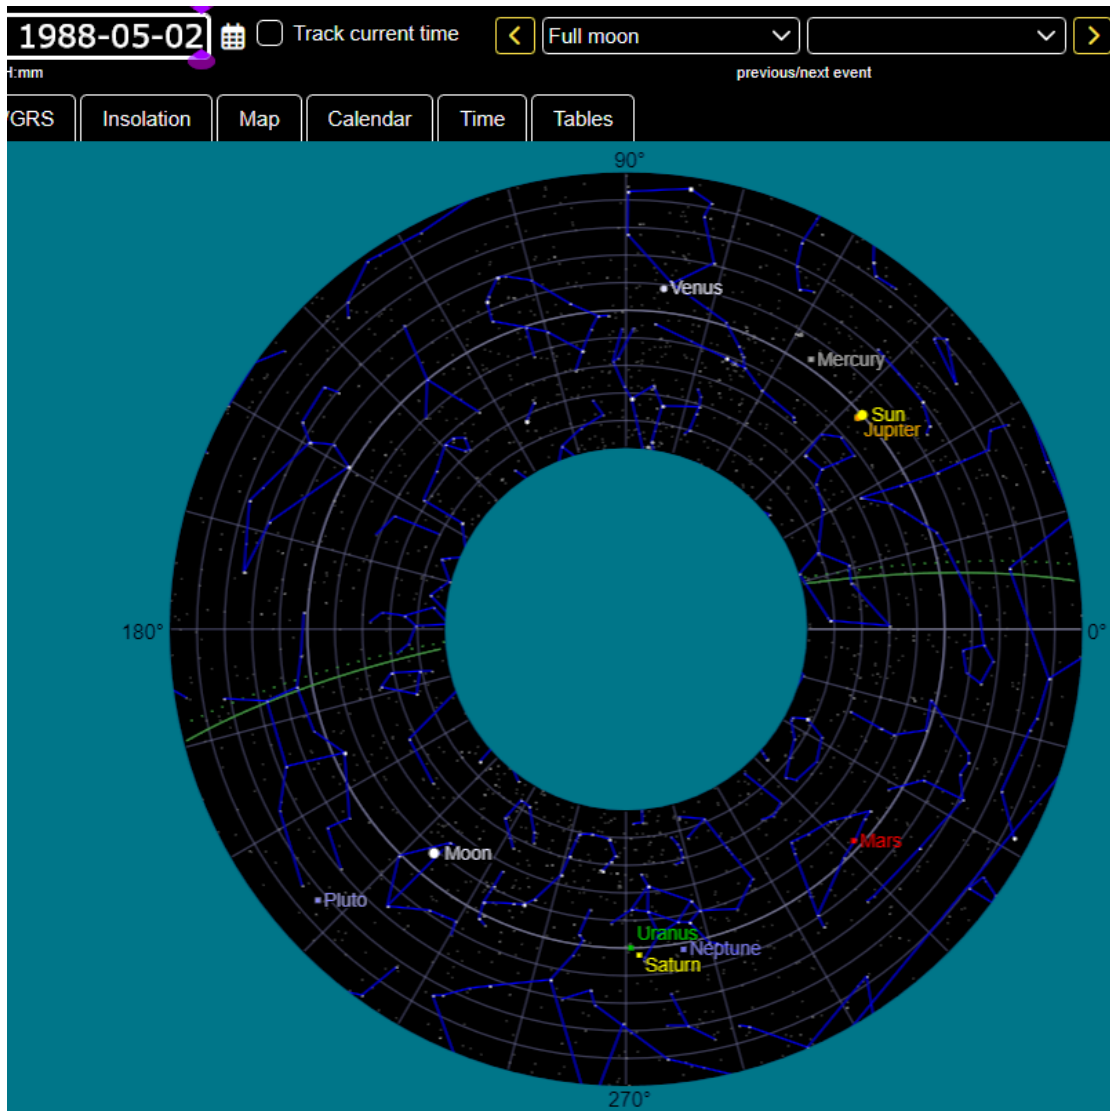 1988-05-02 Track current time Full moon
H:mm previous/next event
/GRS Insolation Map Calendar Time Tables
90°
Venus
Mercury
Sun
Jupiter
180° 0°
Mars
Moon
Pluto
Uranus
Neptune
Saturn
270°